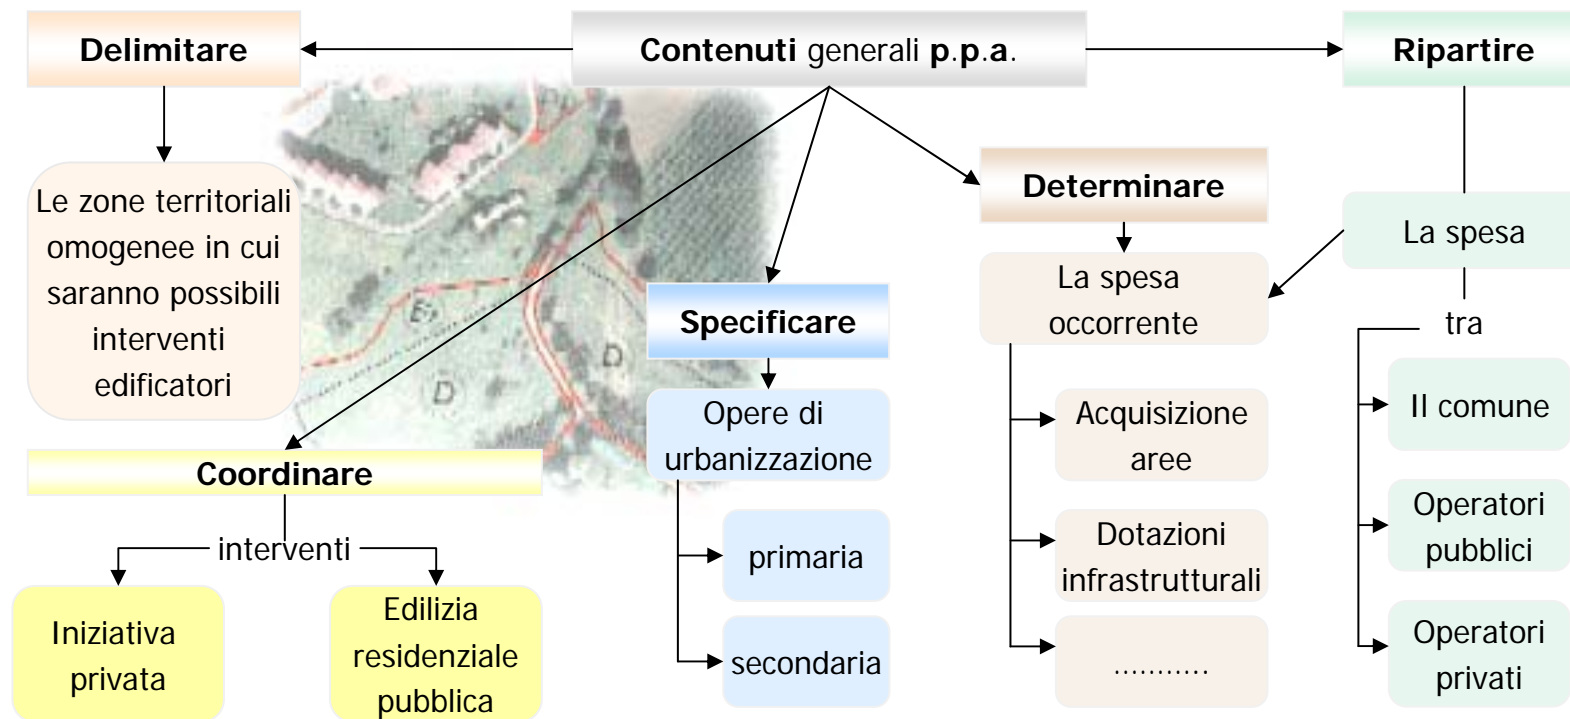 Delimitare
Contenuti generali p.p.a.
Ripartire
Le zone territoriali
omogenee in cui
saranno possibili
interventi
edificatori
Coordinare
interventi
Iniziativa
privata
Edilizia
residenziale
pubblica
Specificare
Opere di
urbanizzazione
primaria
secondaria
Determinare
La spesa
occorrente
Acquisizione
aree
Dotazioni
infrastrutturali
...........
La spesa
tra
Il comune
Operatori
pubblici
Operatori
privati
D
D